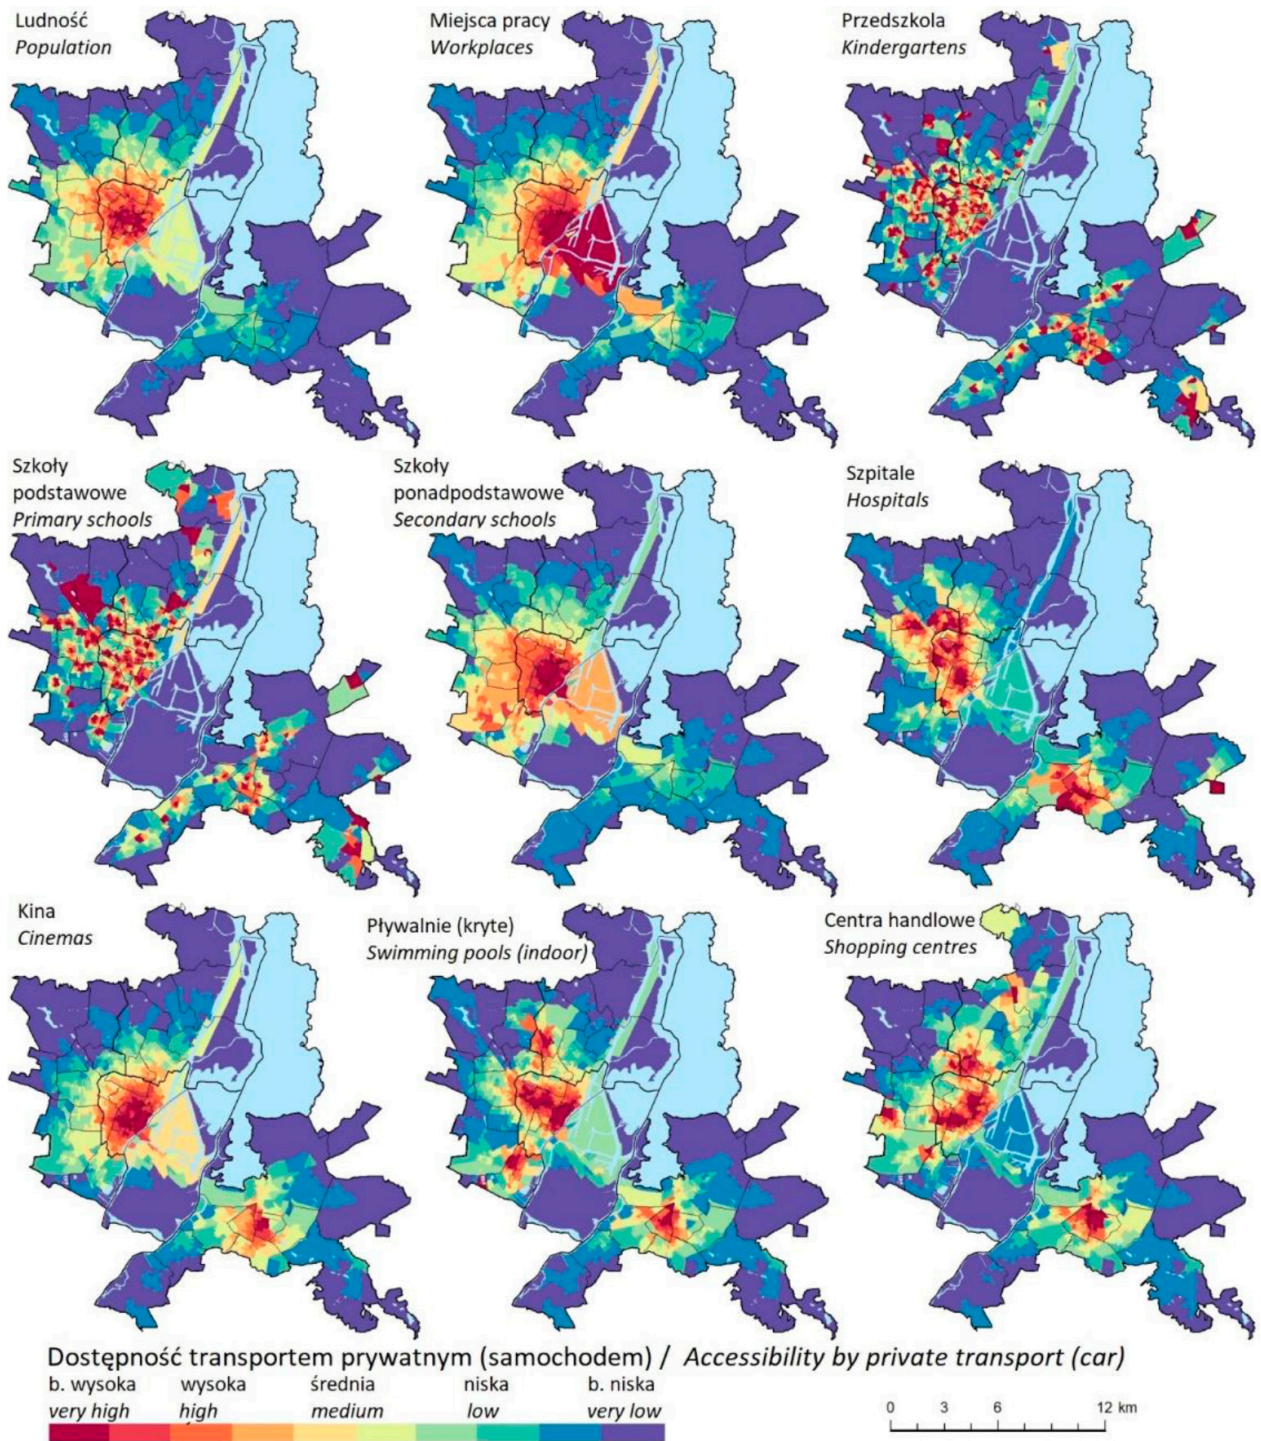 Ludność
Population
Miejsca pracy
Workplaces
Przedszkola
Kindergartens
Szkoły
podstawowe
Primary schools
Szkoły
ponadpodstawowe
Secondary schools
Szpitale
Hospitals
Kina
Cinemas
Pływalnie (kryte)
Swimming pools (indoor)
Centra handlowe
Shopping centres
Dostępność transportem prywatnym (samochodem) / Accessibility by private transport (car)
b. wysoka wysoka średnia niska b. niska
very high high medium low very low
0 3 6 12 km